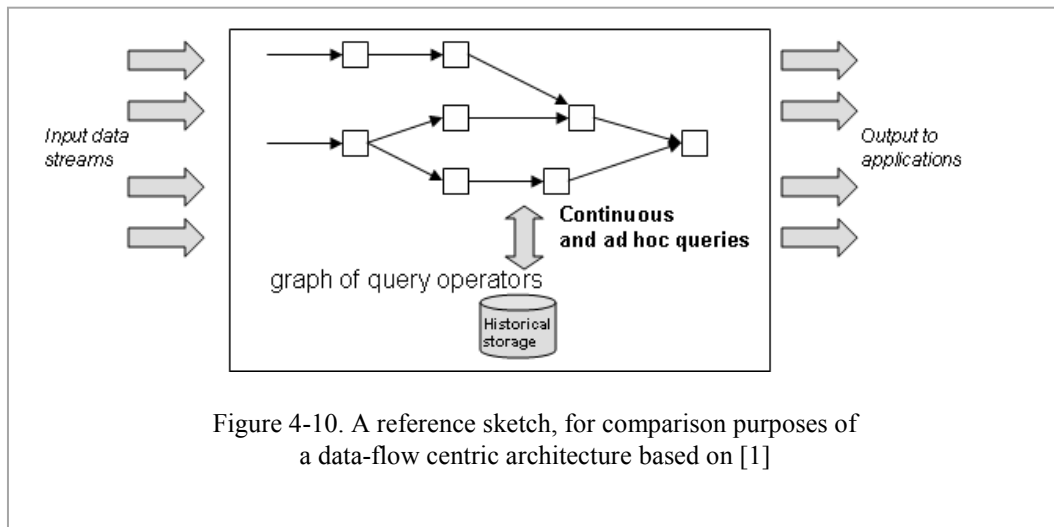 Input data
streams
Output to
applications
Continuous
and ad hoc queries
graph of query operators
Historical
storage
Figure 4-10. A reference sketch, for comparison purposes of
a data-flow centric architecture based on [1]